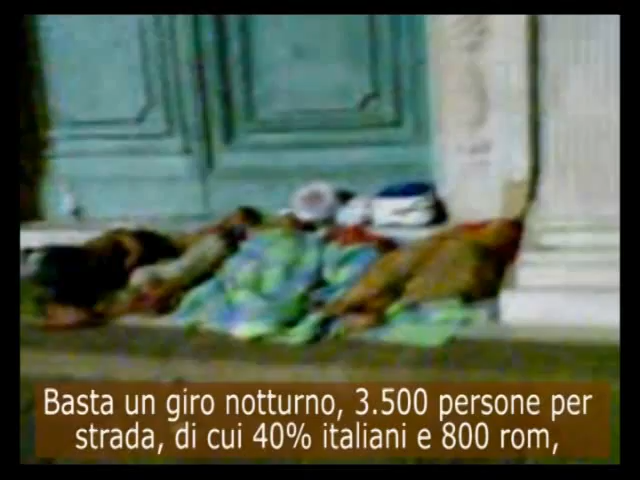 Basta un giro notturno, 3.500 persone per
strada, di cui 40% italiani e 800 rom,